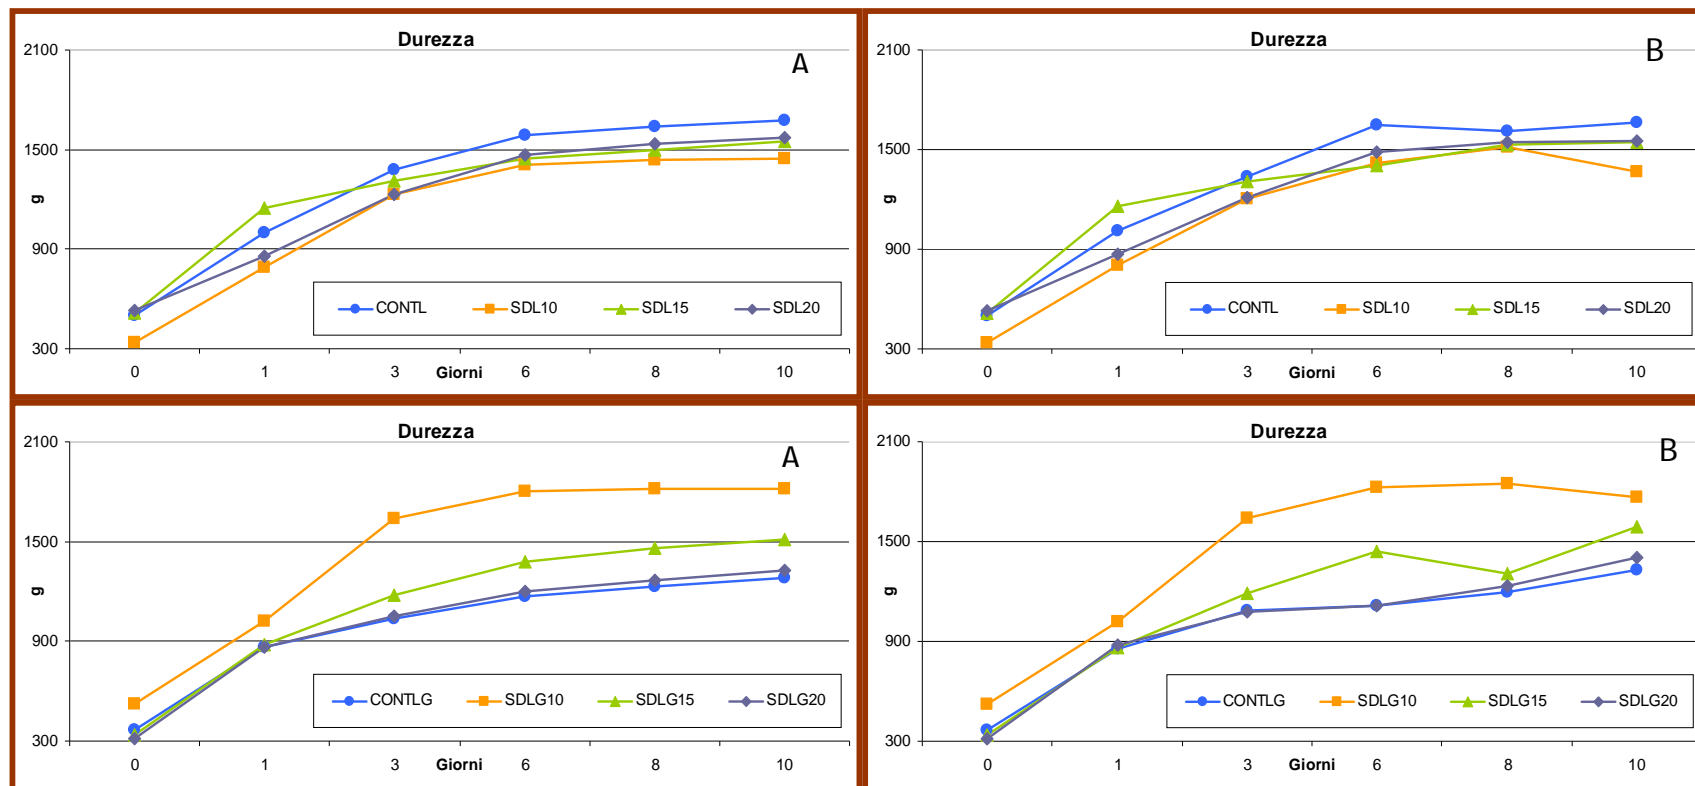 Durezza
A
2100
1500
900
300
g
CONTL SDL10 SDL15 SDL20
0 1 3 Giorni 6 8 10
Durezza
B
2100
1500
900
300
g
CONTL SDL10 SDL15 SDL20
0 1 3 Giorni 6 8 10
Durezza
A
2100
1500
900
300
g
CONTLG SDLG10 SDLG15 SDLG20
0 1 3 Giorni 6 8 10
Durezza
B
2100
1500
900
300
g
CONTLG SDLG10 SDLG15 SDLG20
0 1 3 Giorni 6 8 10